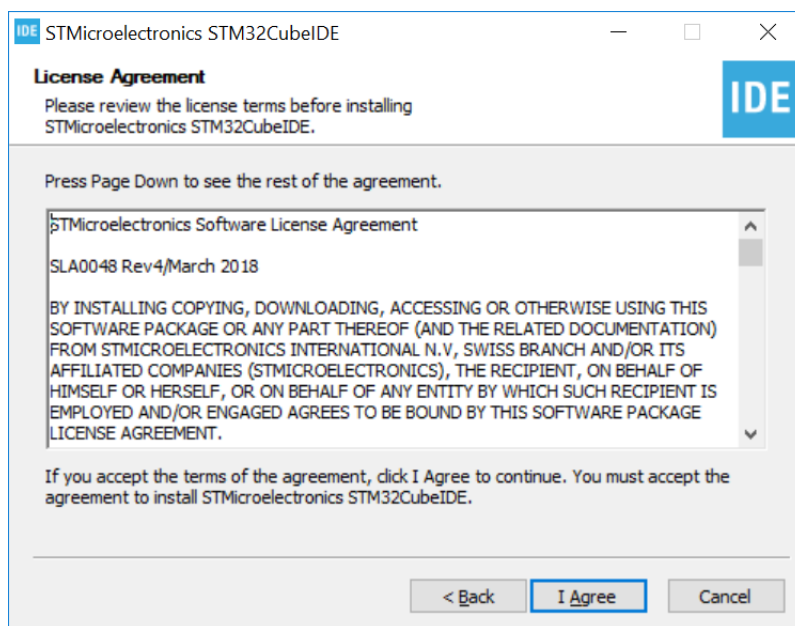 IDE STMicroelectronics STM32CubeIDE
License Agreement
Please review the license terms before installing
STMicroelectronics STM32CubeIDE.
IDE
Press Page Down to see the rest of the agreement.
STMicroelectronics Software License Agreement
SLA0048 Rev4/March 2018
BY INSTALLING COPYING, DOWNLOADING, ACCESSING OR OTHERWISE USING THIS
SOFTWARE PACKAGE OR ANY PART THEREOF (AND THE RELATED DOCUMENTATION)
FROM STMICROELECTRONICS INTERNATIONAL N.V, SWISS BRANCH AND/OR ITS
AFFILIATED COMPANIES (STMICROELECTRONICS), THE RECIPIENT, ON BEHALF OF
HIMSELF OR HERSELF, OR ON BEHALF OF ANY ENTITY BY WHICH SUCH RECIPIENT IS
EMPLOYED AND/OR ENGAGED AGREES TO BE BOUND BY THIS SOFTWARE PACKAGE
LICENSE AGREEMENT.
If you accept the terms of the agreement, click I Agree to continue. You must accept the
agreement to install STMicroelectronics STM32CubeIDE.
< Back I Agree Cancel